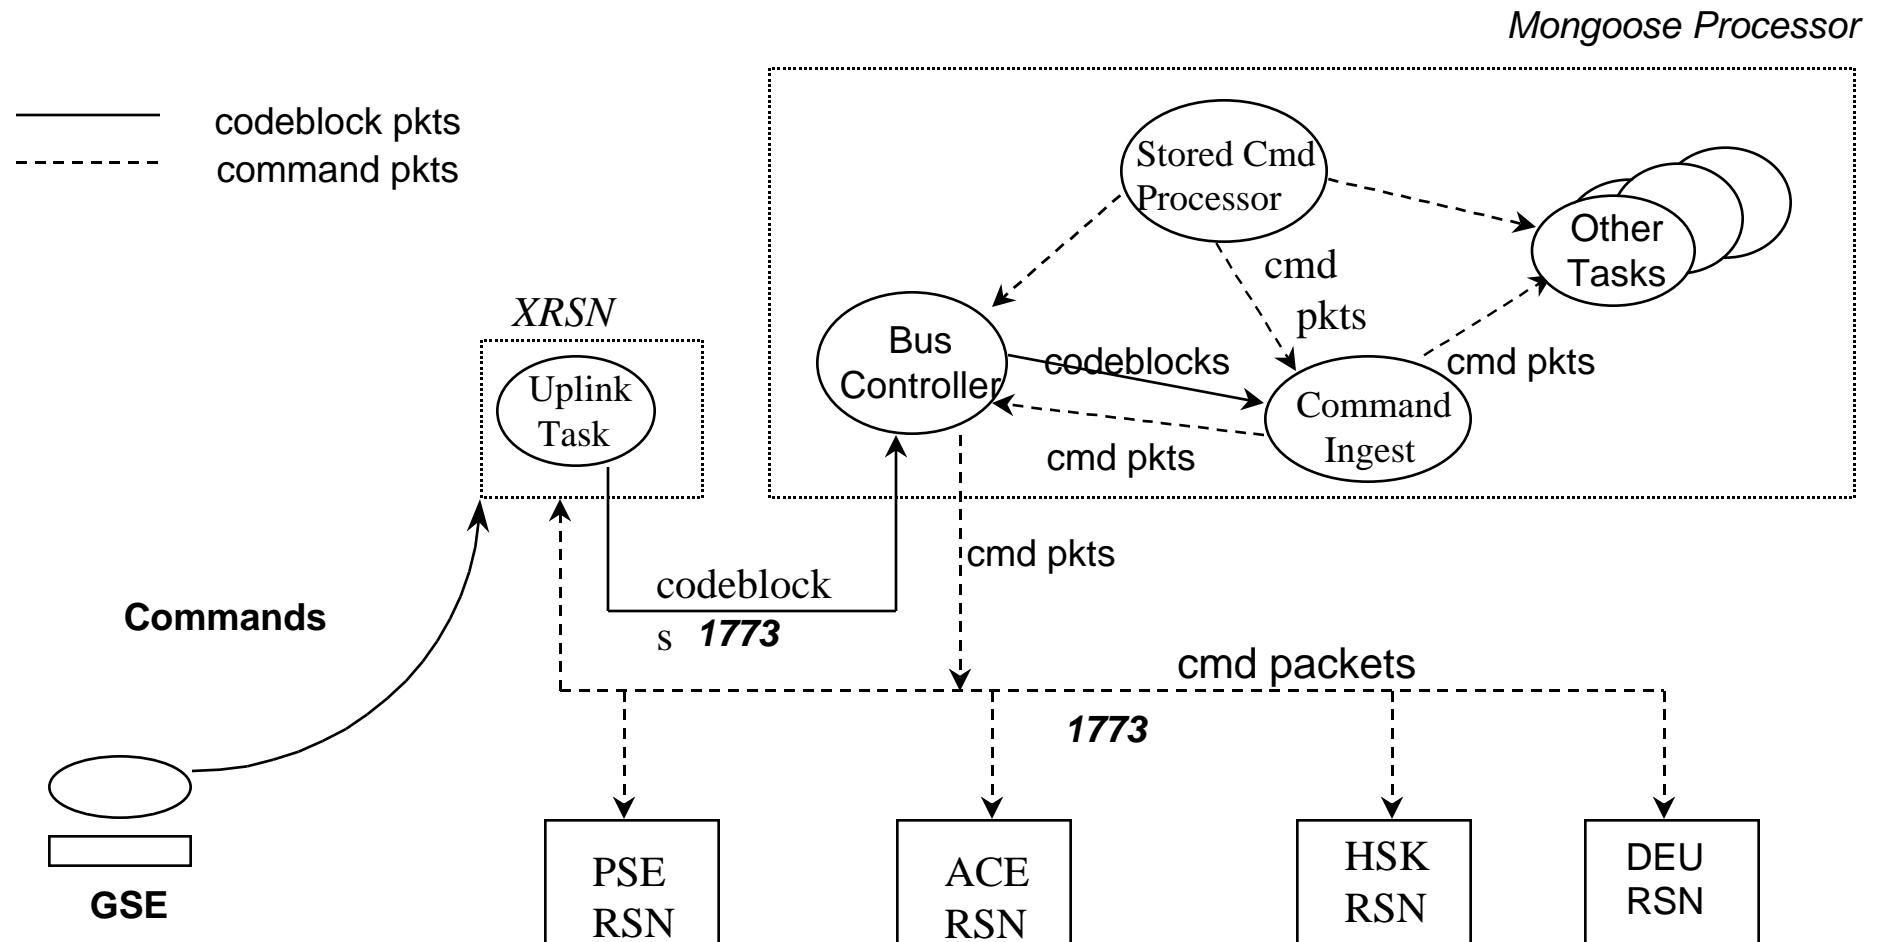 Mongoose Processor
codeblock pkts
command pkts
Stored Cmd
Processor
Other
Tasks
cmd
pkts
XRSN
Bus
Controller
codeblocks
cmd pkts
Uplink
Task
Command
Ingest
cmd pkts
cmd pkts
codeblock
s 1773
Commands
cmd packets
1773
PSE
RSN
ACE
RSN
HSK
RSN
DEU
RSN
GSE